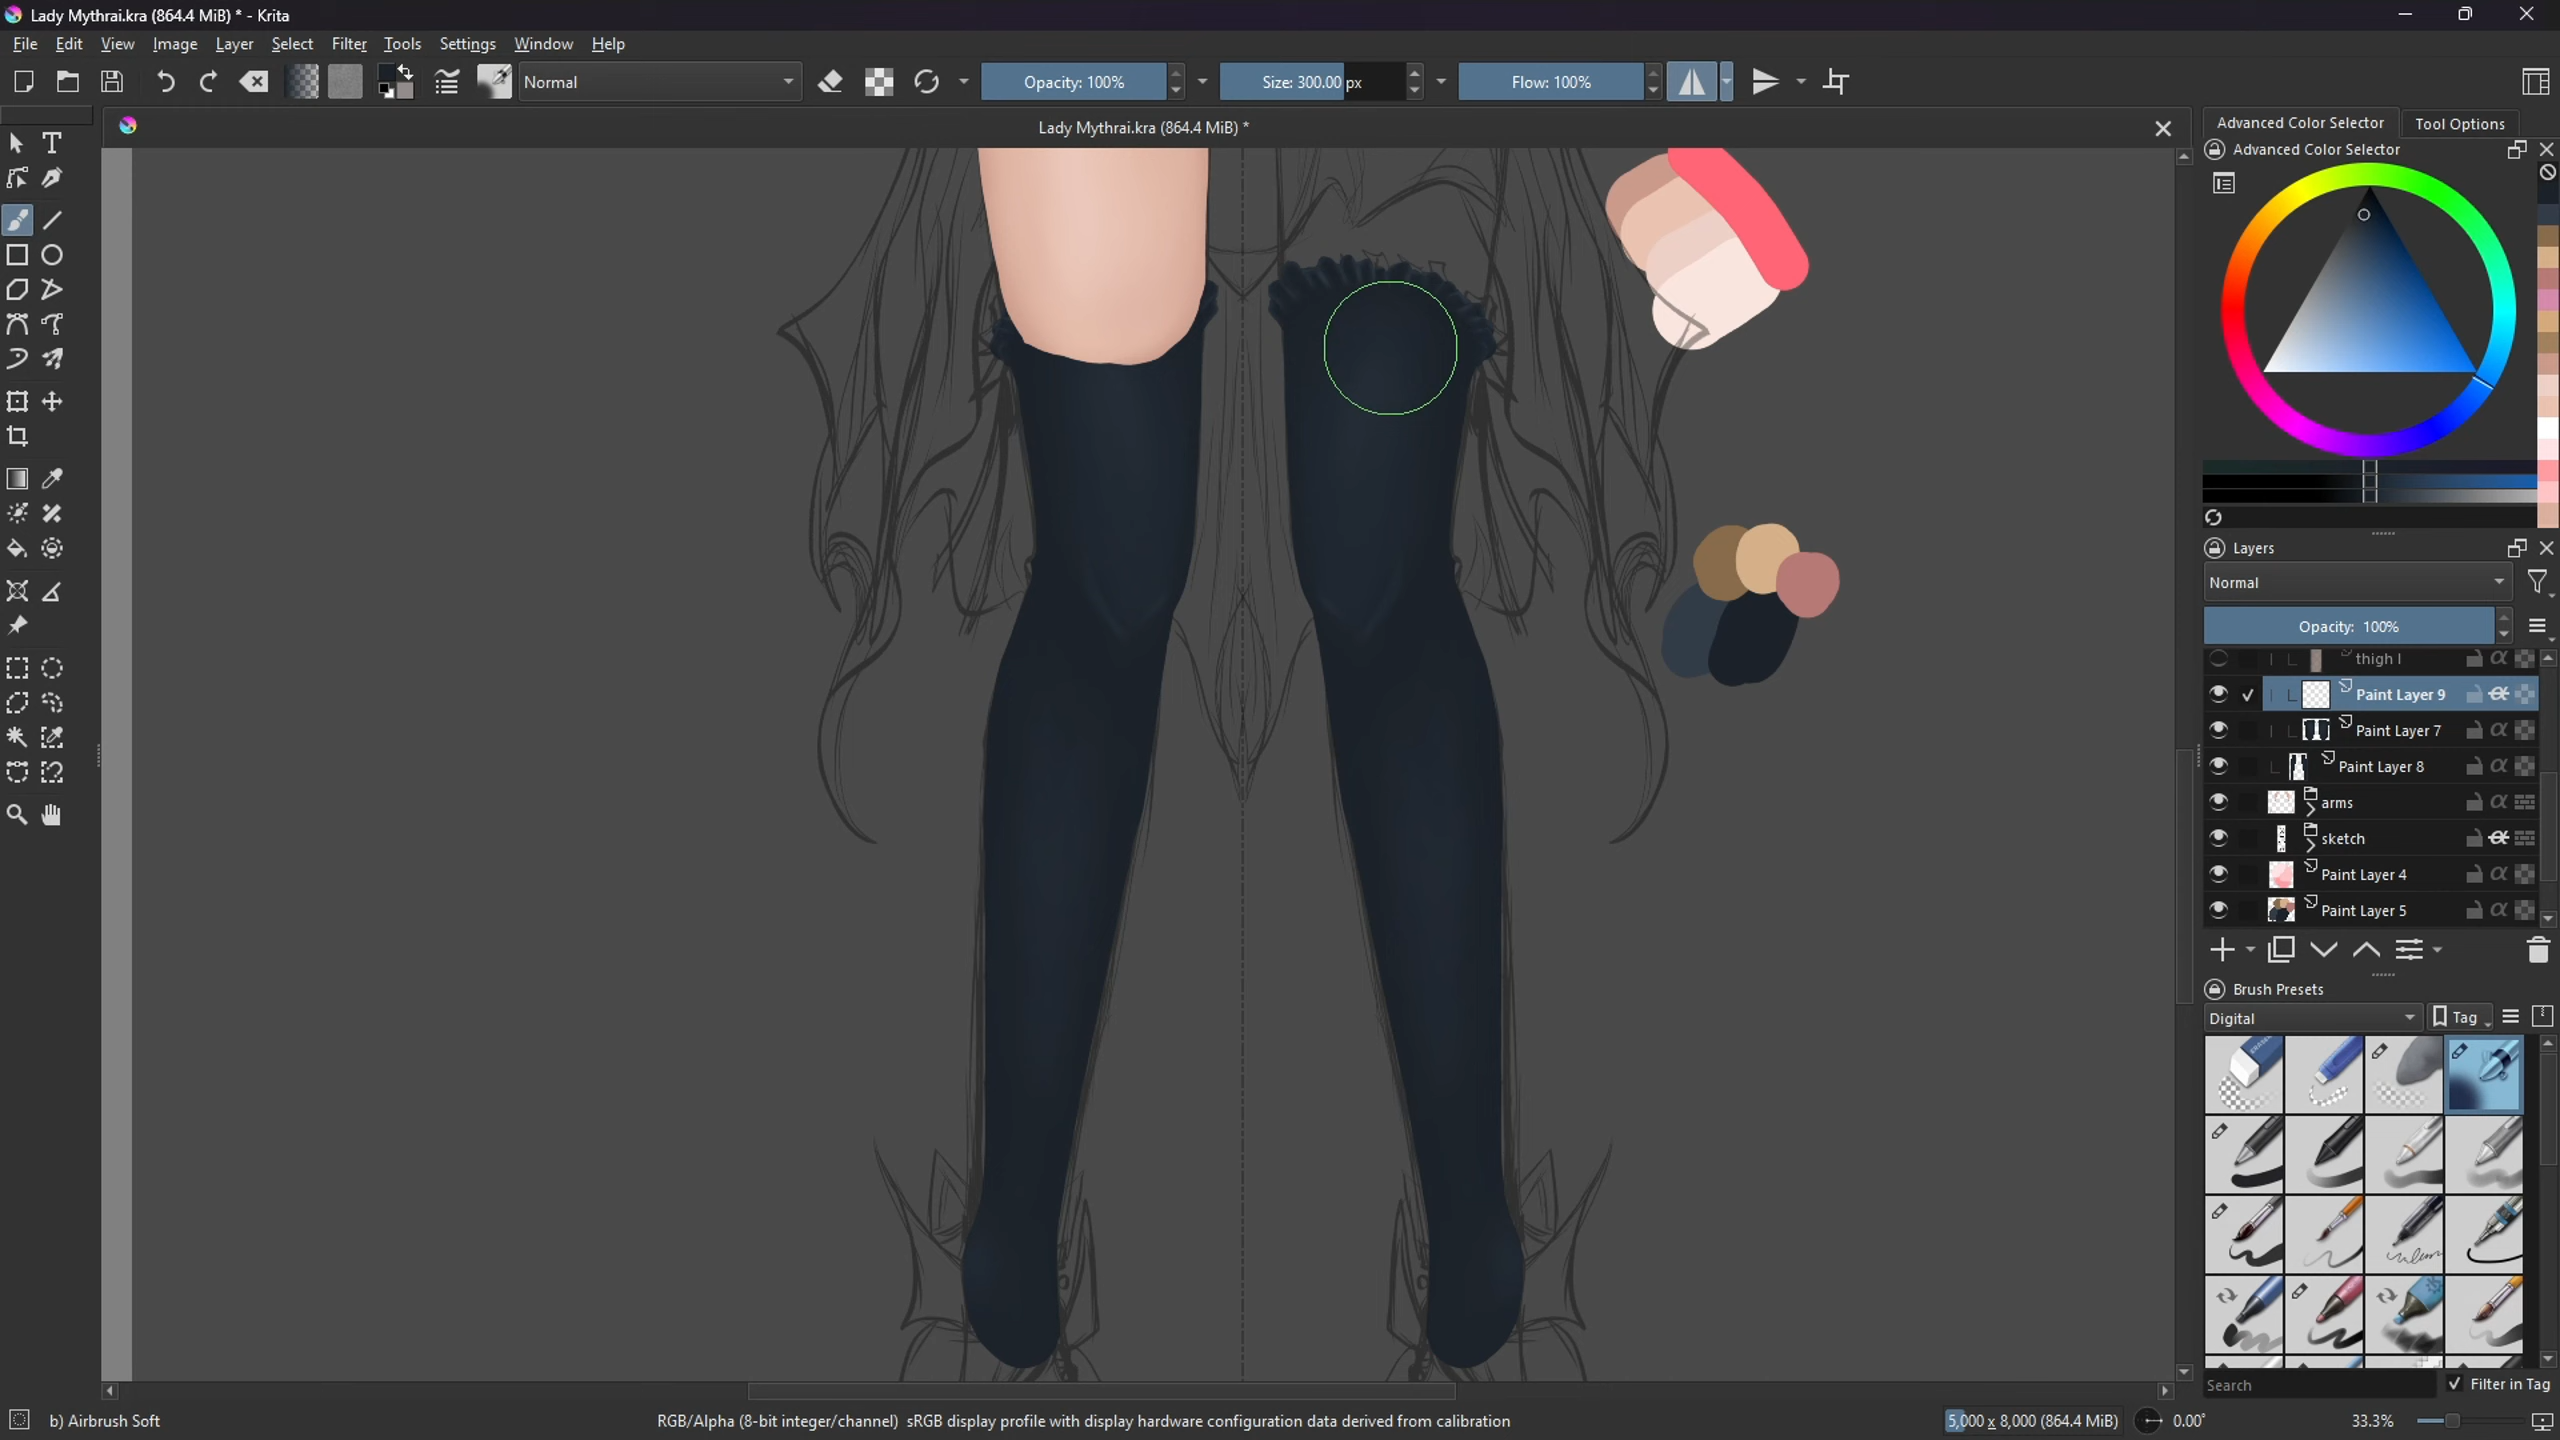 Lady Mythrai.kra (864.4 MiB) * - Krita
File Edit View Image Layer Select Filter Tools Settings Window Help
Normal
Opacity: 100%
Size: 300.00 px
Flow: 100%
Lady Mythrai.kra (864.4 MiB) *
Advanced Color Selector
Tool Options
Advanced Color Selector
Layers
Normal
Opacity: 100%
thigh l
Paint Layer 9
Paint Layer 7
Paint Layer 8
arms
sketch
Paint Layer 4
Paint Layer 5
Brush Presets
Digital
Tag
Search
Filter in Tag
b) Airbrush Soft
RGB/Alpha (8-bit integer/channel) sRGB display profile with display hardware configuration data derived from calibration
5,000 x 8,000 (864.4 MiB)
0.00°
33.3%